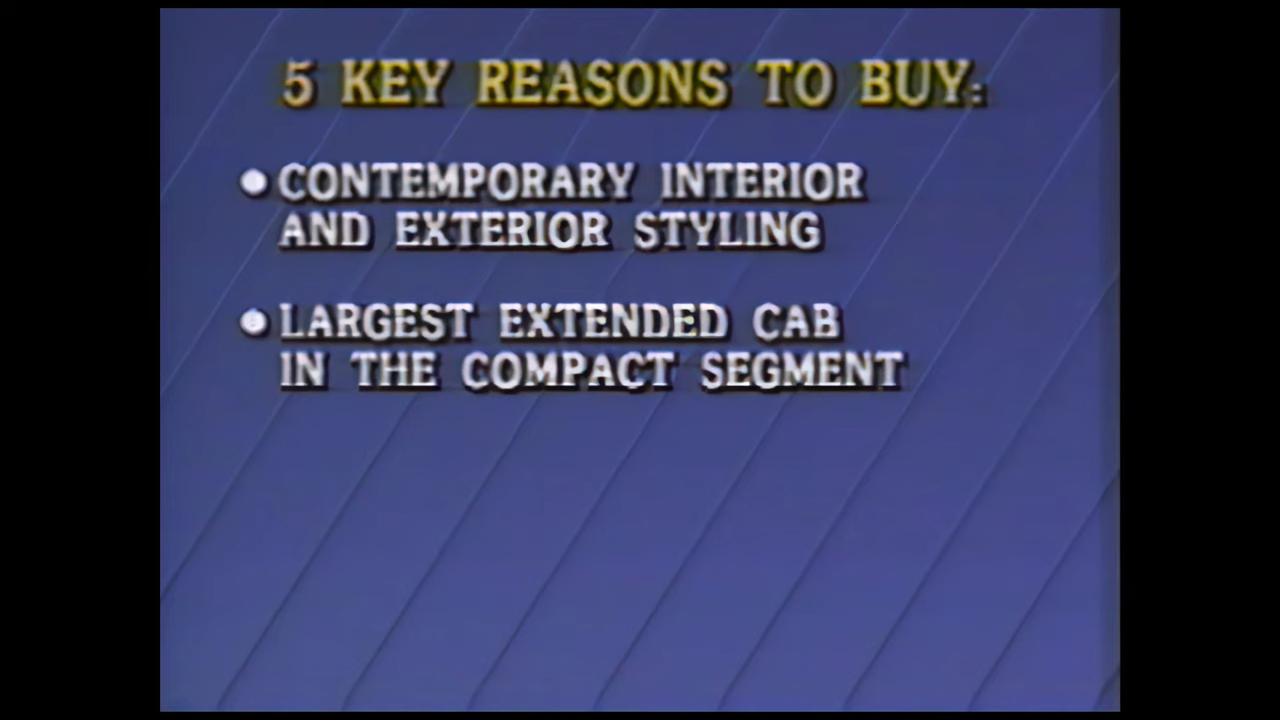 5 KEY REASONS TO BUY:
● CONTEMPORARY INTERIOR
AND EXTERIOR STYLING
● LARGEST EXTENDED CAB
IN THE COMPACT SEGMENT